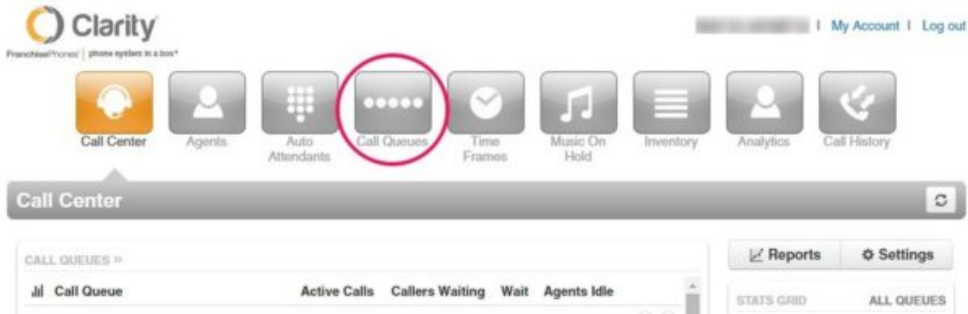 Clarity
FranchisePhones | phone system in a box
| My Account | Log out
Call Center
Agents
Auto
Attendants
Call Queues
Time
Frames
Music On
Hold
Inventory
Analytics
Call History
Call Center
CALL QUEUES »
Call Queue Active Calls Callers Waiting Wait Agents Idle
Reports Settings
STATS GRID ALL QUEUES